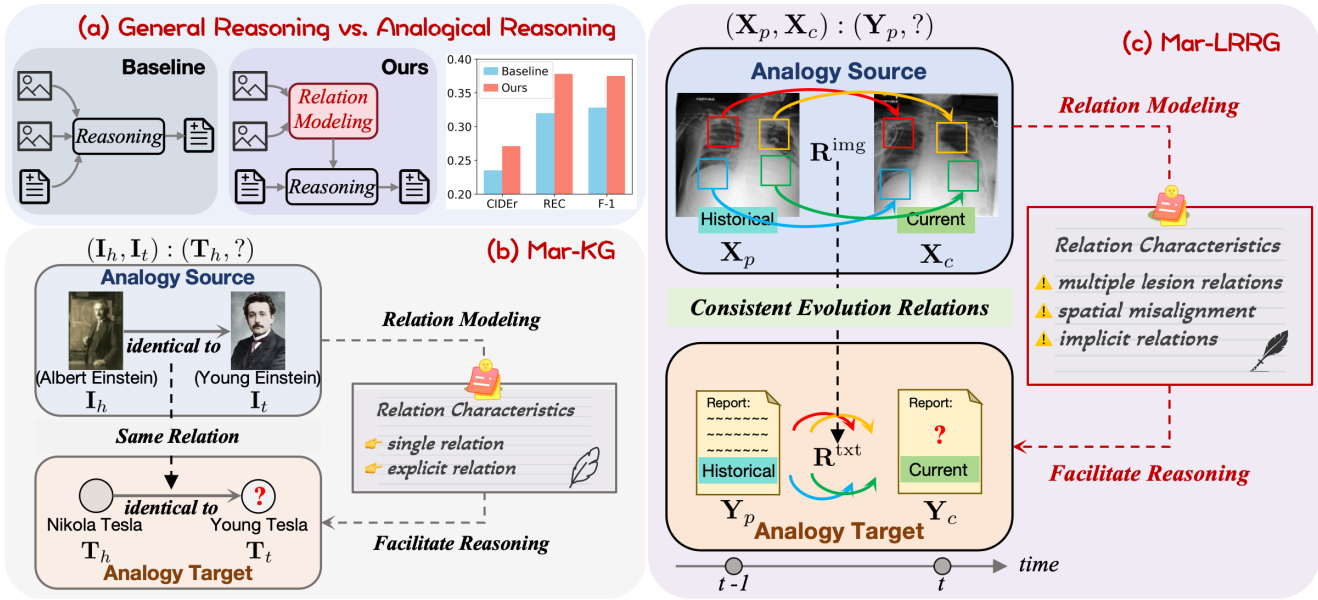 (a) General Reasoning vs. Analogical Reasoning
Baseline
Reasoning
Ours
Relation
Modeling
Reasoning
0.40
0.35
0.30
0.25
0.20
Baseline
Ours
CIDEr
REC
F-1
(b) Mar-KG
(I_h, I_t) : (T_h, ?)
Analogy Source
identical to
(Albert Einstein)
(Young Einstein)
I_h
I_t
Same Relation
identical to
?
Nikola Tesla
Young Tesla
T_h
T_t
Analogy Target
Relation Modeling
Relation Characteristics
single relation
explicit relation
Facilitate Reasoning
(c) Mar-LRRG
(X_p, X_c) : (Y_p, ?)
Analogy Source
R^img
Historical
Current
X_p
X_c
Consistent Evolution Relations
Report:
~~~~~~~
~~~~~~~
~~~~~~~
Historical
R^txt
Report:
?
Current
Y_p
Y_c
Analogy Target
time
t-1
t
Relation Modeling
Relation Characteristics
multiple lesion relations
spatial misalignment
implicit relations
Facilitate Reasoning